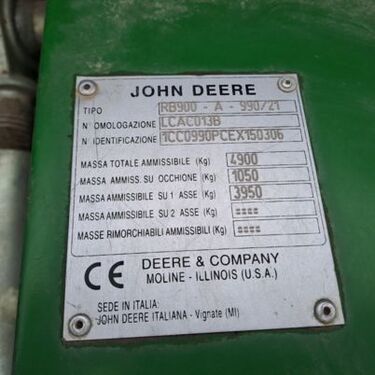 JOHN DEERE
TIPO RB900 - A - 990/21
N OMOLOGAZIONE LCAC013B
N IDENTIFICAZIONE 1CC0990PCEX150306
MASSA TOTALE AMMISSIBILE (Kg) 4900
MASSA AMMISS. SU OCCHIONE (Kg) 1050
MASSA AMMISSIBILE SU 1 ASSE (Kg) 3950
MASSA AMMISSIBILE SU 2 ASSE (Kg) ====
MASSE RIMORCHIABILI AMMISSIBILI (Kg) ====
CE DEERE & COMPANY
MOLINE - ILLINOIS (U.S.A.)
SEDE IN ITALIA:
JOHN DEERE ITALIANA - Vignate (MI)